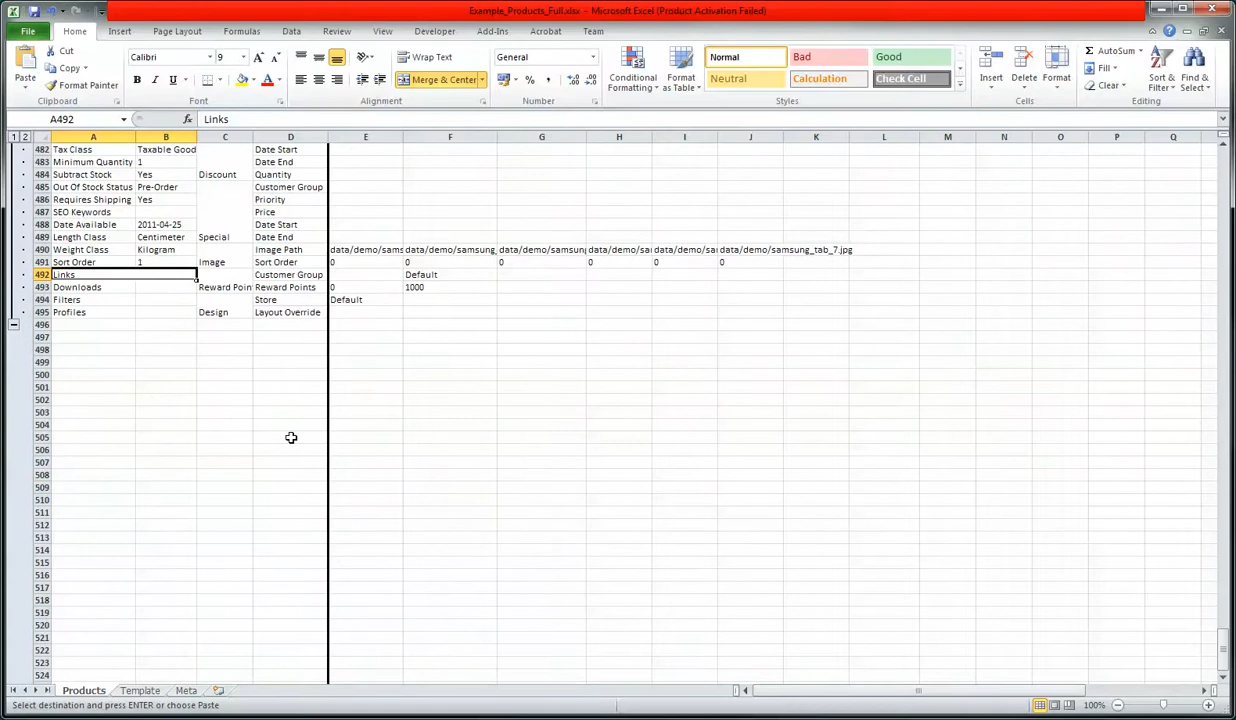 Example_Products_Full.xlsx - Microsoft Excel (Product Activation Failed)
File Home Insert Page Layout Formulas Data Review View Developer Add-Ins Acrobat Team
Paste
Cut
Copy
Format Painter
Clipboard
Calibri 9
B I U
Font
Wrap Text
Merge & Center
Alignment
General
$ % ,
Number
Conditional Formatting
Format as Table
Normal Bad Good
Neutral Calculation Check Cell
Styles
Insert Delete Format
Cells
AutoSum
Fill
Clear
Sort & Filter
Find & Select
Editing
A492 fx Links
1 2 A B C D E F G H I J K L M N O P Q
482 Tax Class Taxable Good Date Start
483 Minimum Quantity 1 Date End
484 Subtract Stock Yes Discount Quantity
485 Out Of Stock Status Pre-Order Customer Group
486 Requires Shipping Yes Priority
487 SEO Keywords Price
488 Date Available 2011-04-25 Date Start
489 Length Class Centimeter Special Date End
490 Weight Class Kilogram Image Path data/demo/sams data/demo/samsung_ data/demo/samsung data/demo/sai data/demo/sai data/demo/samsung_tab_7.jpg
491 Sort Order 1 Image Sort Order 0 0 0 0 0 0
492 Links Customer Group Default
493 Downloads Reward Poin Reward Points 0 1000
494 Filters Store Default
495 Profiles Design Layout Override
496
497
498
499
500
501
502
503
504
505
506
507
508
509
510
511
512
513
514
515
516
517
518
519
520
521
522
523
524
Products Template Meta
Select destination and press ENTER or choose Paste 100%